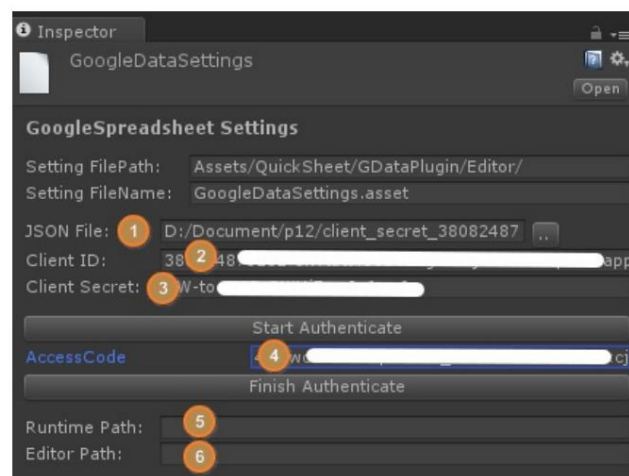 Inspector
GoogleDataSettings
Open
GoogleSpreadsheet Settings
Setting FilePath: Assets/QuickSheet/GDataPlugin/Editor/
Setting FileName: GoogleDataSettings.asset
JSON File: 1 D:/Document/p12/client_secret_38082487 ..
Client ID: 2
Client Secret: 3 W-to
Start Authenticate
AccessCode 4
Finish Authenticate
Runtime Path: 5
Editor Path: 6